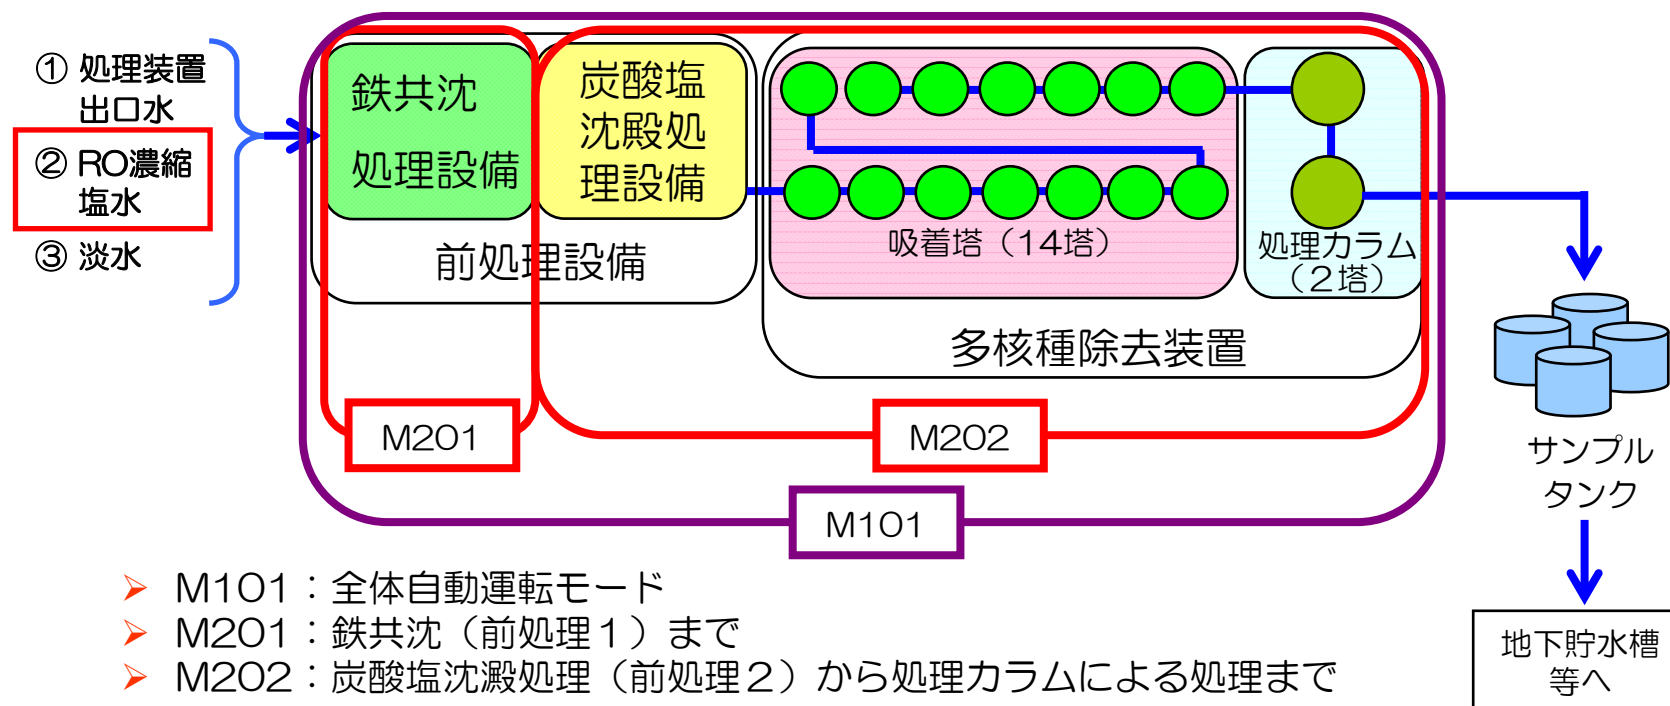 ① 処理装置
出口水
② RO濃縮
塩水
③ 淡水
鉄共沈
処理設備
炭酸塩
沈殿処
理設備
前処理設備
吸着塔（14塔）
処理カラム
（2塔）
多核種除去装置
M201
M202
M101
サンプル
タンク
地下貯水槽
等へ
➢ M101：全体自動運転モード
➢ M201：鉄共沈（前処理１）まで
➢ M202：炭酸塩沈澱処理（前処理２）から処理カラムによる処理まで